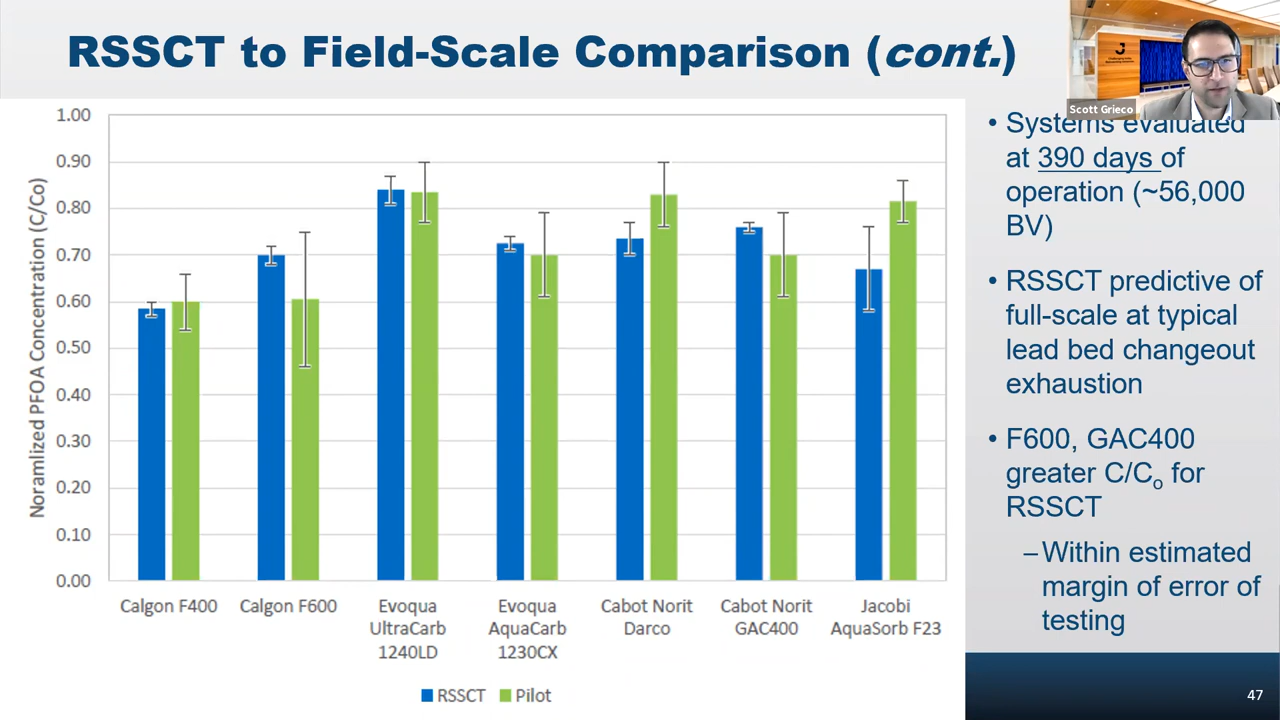 RSSCT to Field-Scale Comparison (cont.)
Scott Grieco
Noramlized PFOA Concentration (C/Co)
1.00
0.90
0.80
0.70
0.60
0.50
0.40
0.30
0.20
0.10
0.00
Calgon F400
Calgon F600
Evoqua
UltraCarb
1240LD
Evoqua
AquaCarb
1230CX
Cabot Norit
Darco
Cabot Norit
GAC400
Jacobi
AquaSorb F23
RSSCT
Pilot
• Systems evaluated
at 390 days of
operation (~56,000
BV)
• RSSCT predictive of
full-scale at typical
lead bed changeout
exhaustion
• F600, GAC400
greater C/Co for
RSSCT
–Within estimated
margin of error of
testing
47